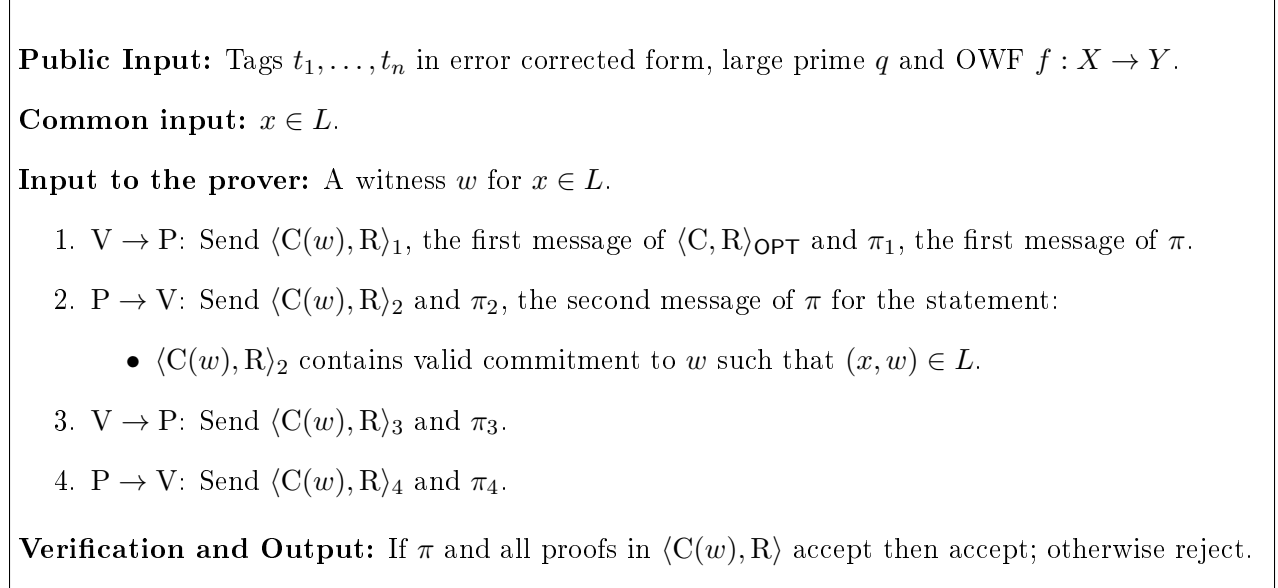 Public Input: Tags t₁, . . . , tₙ in error corrected form, large prime q and OWF f : X → Y.
Common input: x ∈ L.
Input to the prover: A witness w for x ∈ L.
1. V → P: Send ⟨C(w), R⟩₁, the first message of ⟨C, R⟩_OPT and π₁, the first message of π.
2. P → V: Send ⟨C(w), R⟩₂ and π₂, the second message of π for the statement:
• ⟨C(w), R⟩₂ contains valid commitment to w such that (x, w) ∈ L.
3. V → P: Send ⟨C(w), R⟩₃ and π₃.
4. P → V: Send ⟨C(w), R⟩₄ and π₄.
Verification and Output: If π and all proofs in ⟨C(w), R⟩ accept then accept; otherwise reject.